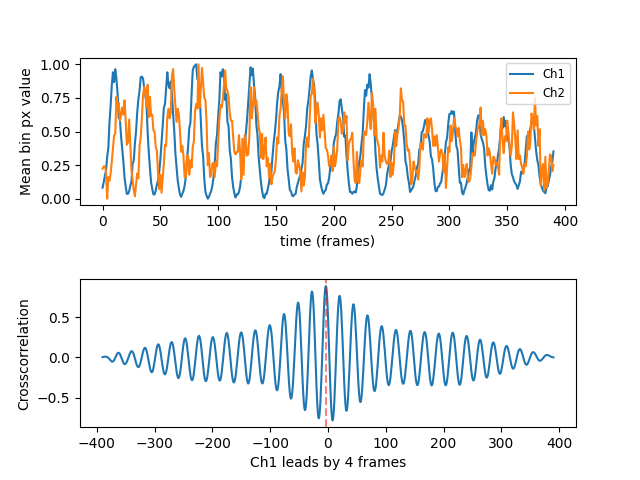 1.00
0.75
0.50
0.25
0.00
Mean bin px value
Ch1
Ch2
0 50 100 150 200 250 300 350 400
time (frames)
0.5
0.0
−0.5
Crosscorrelation
−400 −300 −200 −100 0 100 200 300 400
Ch1 leads by 4 frames